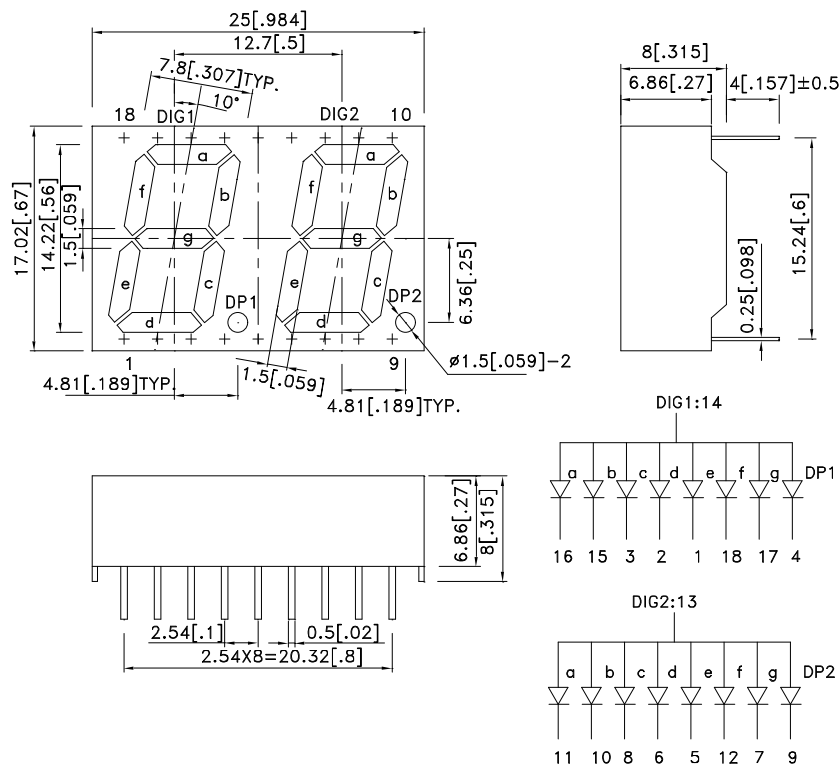 25[.984]
12.7[.5]
7.8[.307]TYP.
10°
18 DIG1 DIG2 10
a a
f b f b
g g
e c e c
d d
DP1 DP2
1 9
17.02[.67]
14.22[.56]
1.5[.059]
6.36[.25]
4.81[.189]TYP.
1.5[.059]
ø1.5[.059]-2
4.81[.189]TYP.
8[.315]
6.86[.27] 4[.157]±0.5
15.24[.6]
0.25[.098]
6.86[.27]
8[.315]
2.54[.1] 0.5[.02]
2.54X8=20.32[.8]
DIG1:14
a b c d e f g DP1
16 15 3 2 1 18 17 4
DIG2:13
a b c d e f g DP2
11 10 8 6 5 12 7 9